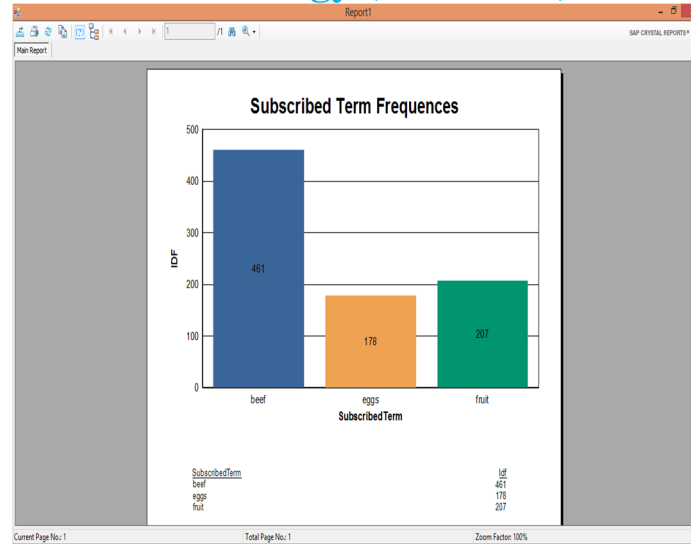 Report1
1 /1
SAP CRYSTAL REPORTS®
Main Report
Subscribed Term Frequences
500
400
300
200
100
0
IDF
461
178
207
beef eggs fruit
SubscribedTerm
SubscribedTerm Idf
beef 461
eggs 178
fruit 207
Current Page No.: 1 Total Page No.: 1 Zoom Factor: 100%